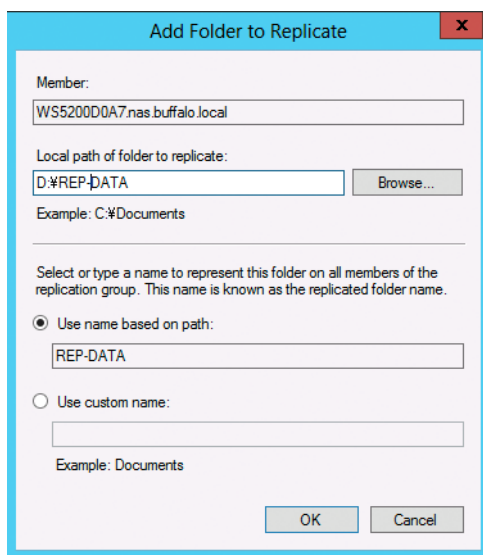 Add Folder to Replicate
x
Member:
WS5200D0A7.nas.buffalo.local
Local path of folder to replicate:
D:¥REP-DATA
Browse...
Example: C:¥Documents
Select or type a name to represent this folder on all members of the
replication group. This name is known as the replicated folder name.
Use name based on path:
REP-DATA
Use custom name:
Example: Documents
OK
Cancel